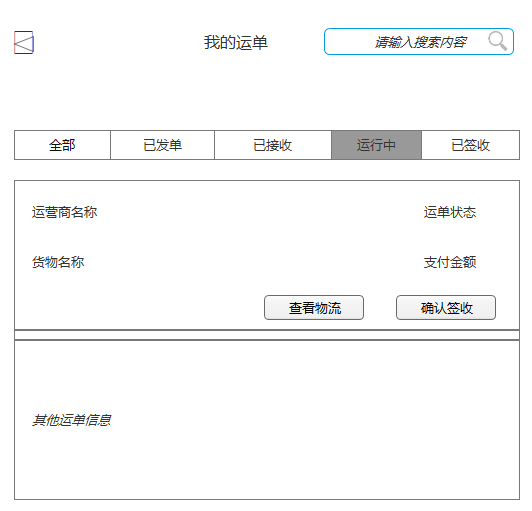 我的运单 请输入搜索内容
全部 已发单 已接收 运行中 已签收
运营商名称 运单状态
货物名称 支付金额
查看物流 确认签收
其他运单信息